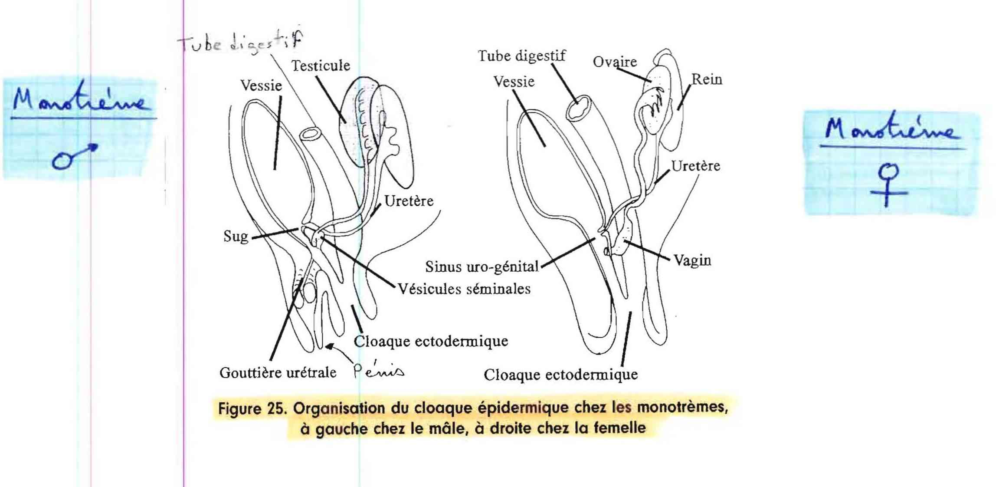 Monotréme
Tube digestif
Testicule
Vessie
Uretère
Sug
Vésicules séminales
Cloaque ectodermique
Gouttière urétrale
Pénis
Tube digestif
Ovaire
Vessie
Rein
Uretère
Sinus uro-génital
Vagin
Cloaque ectodermique
Monotréme
Figure 25. Organisation du cloaque épidermique chez les monotrèmes,
à gauche chez le mâle, à droite chez la femelle